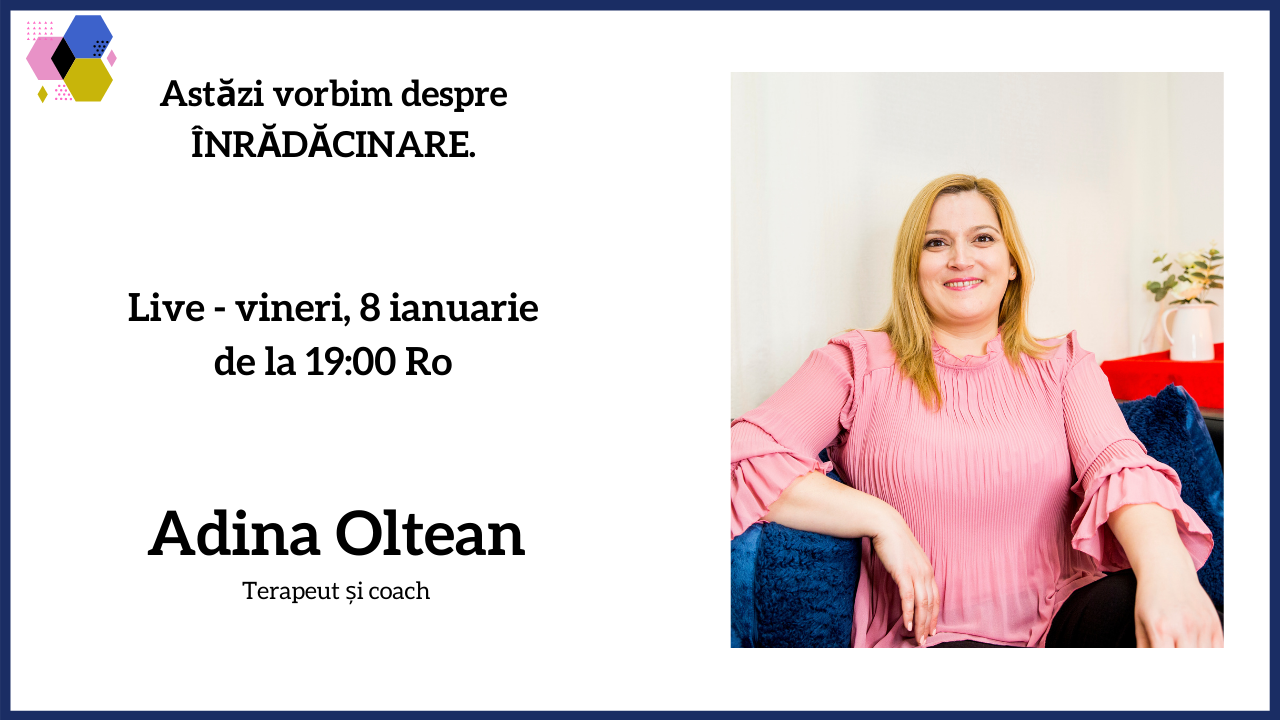 Astăzi vorbim despre
ÎNRĂDĂCINARE.
Live - vineri, 8 ianuarie
de la 19:00 Ro
Adina Oltean
Terapeut și coach